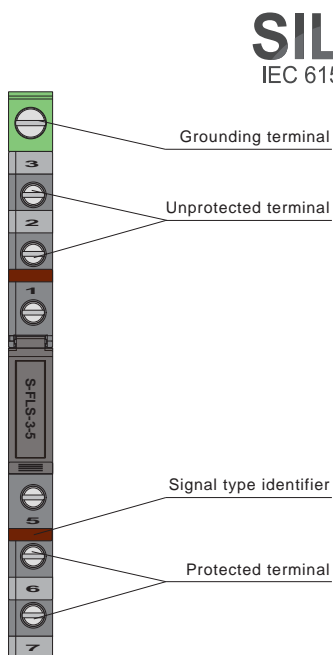 SIL
IEC 615
Grounding terminal
3
Unprotected terminal
2
1
S-FLS-3-5
Signal type identifier
5
Protected terminal
6
7